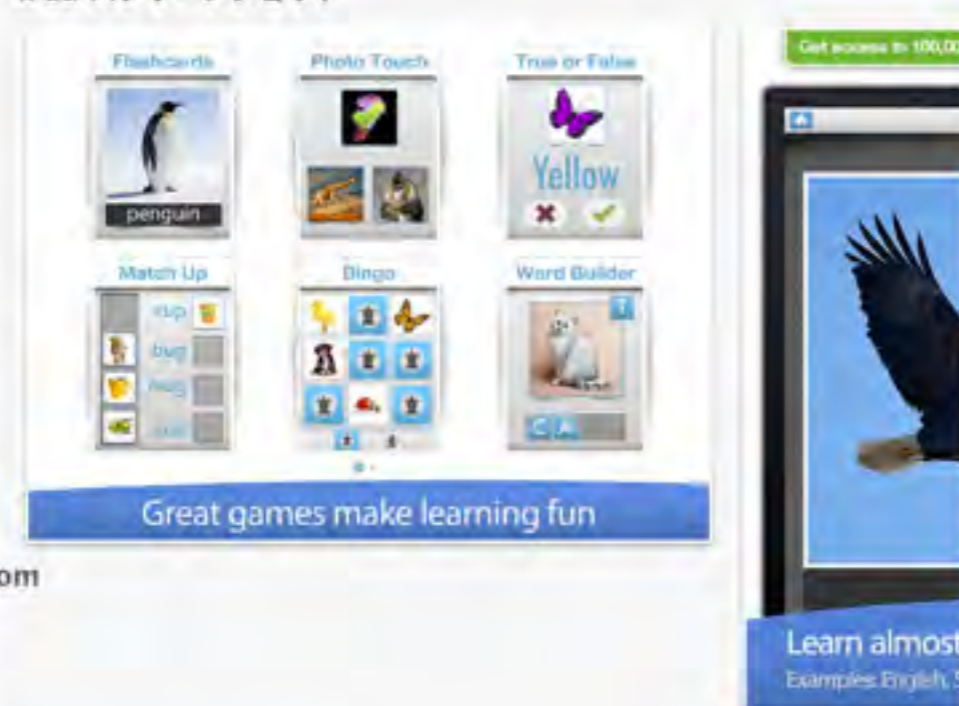 Flashcards
Photo Touch
True or False
penguin
Yellow
Match Up
Bingo
Word Builder
cup
bug
T
C A
Great games make learning fun
om
Get access to 100,00
Learn almost
Examples: English, S